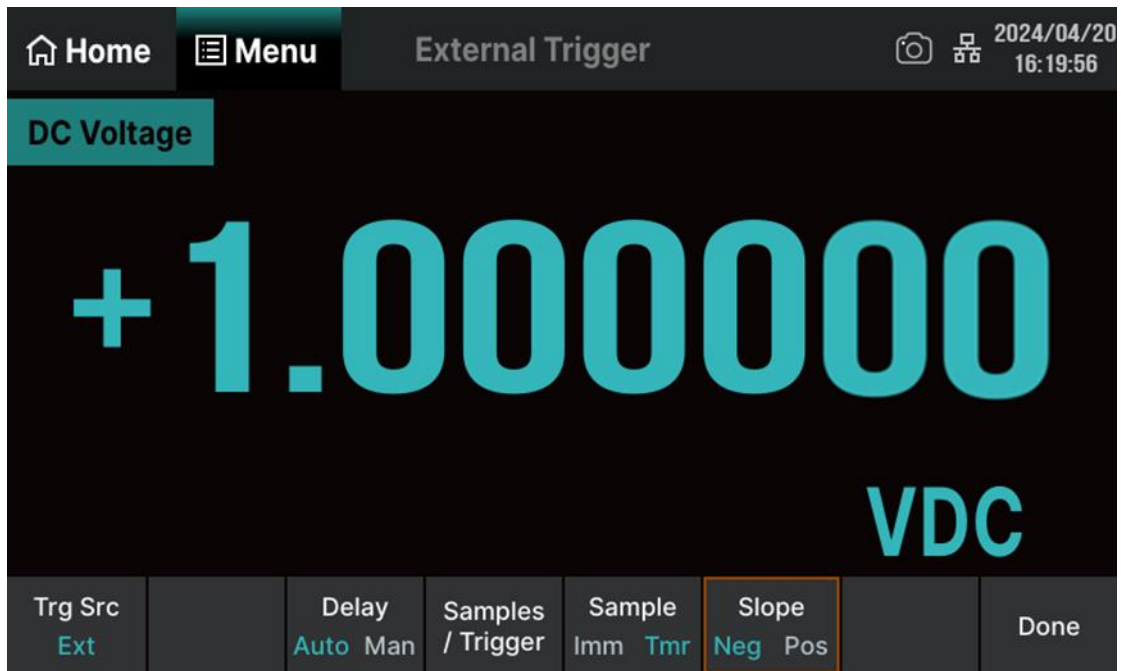 Home Menu External Trigger 2024/04/20
16:19:56
DC Voltage
+1.000000
VDC
Trg Src
Ext
Delay
Auto Man
Samples
/ Trigger
Sample
Imm Tmr
Slope
Neg Pos
Done